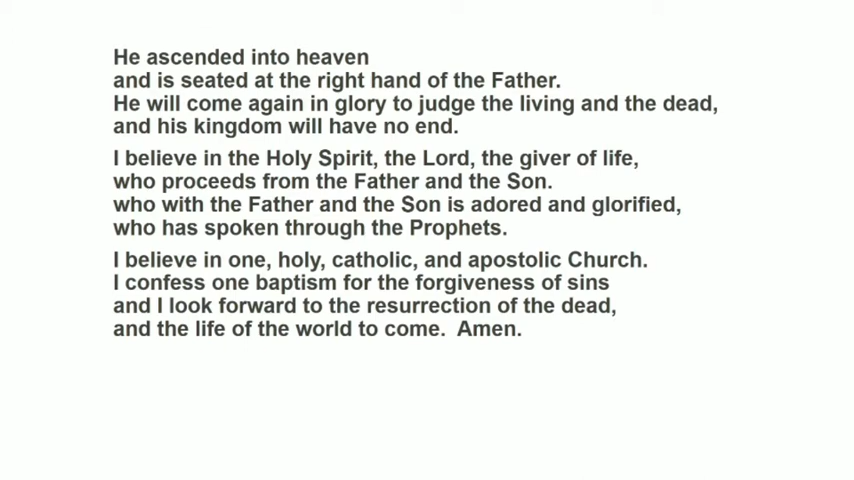 He ascended into heaven
and is seated at the right hand of the Father.
He will come again in glory to judge the living and the dead,
and his kingdom will have no end.
I believe in the Holy Spirit, the Lord, the giver of life,
who proceeds from the Father and the Son.
who with the Father and the Son is adored and glorified,
who has spoken through the Prophets.
I believe in one, holy, catholic, and apostolic Church.
I confess one baptism for the forgiveness of sins
and I look forward to the resurrection of the dead,
and the life of the world to come.  Amen.